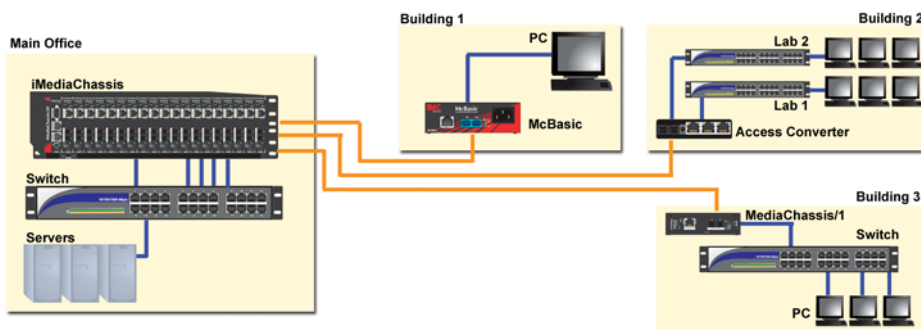 Main Office
iMediaChassis
Switch
Servers
Building 1
PC
McBasic
McBasic
Building 2
Lab 2
Lab 1
Access Converter
Building 3
MediaChassis/1
Switch
PC